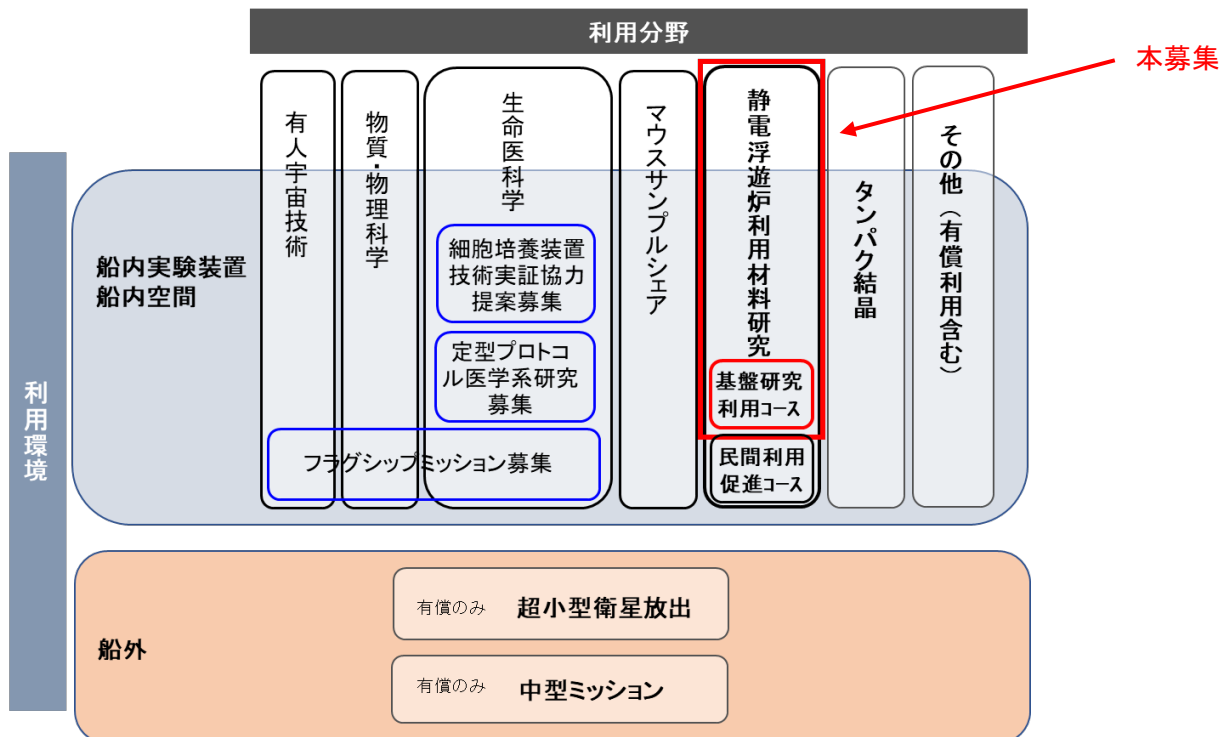 利用分野
本募集
有人宇宙技術
物質・物理科学
生命医科学
マウスサンプルシェア
静電浮遊炉利用材料研究
タンパク結晶
その他（有償利用含む）
利用環境
船内実験装置
船内空間
細胞培養装置
技術実証協力
提案募集
定型プロトコ
ル医学系研究
募集
フラグシップミッション募集
基盤研究
利用コース
民間利用
促進コース
船外
有償のみ 超小型衛星放出
有償のみ 中型ミッション